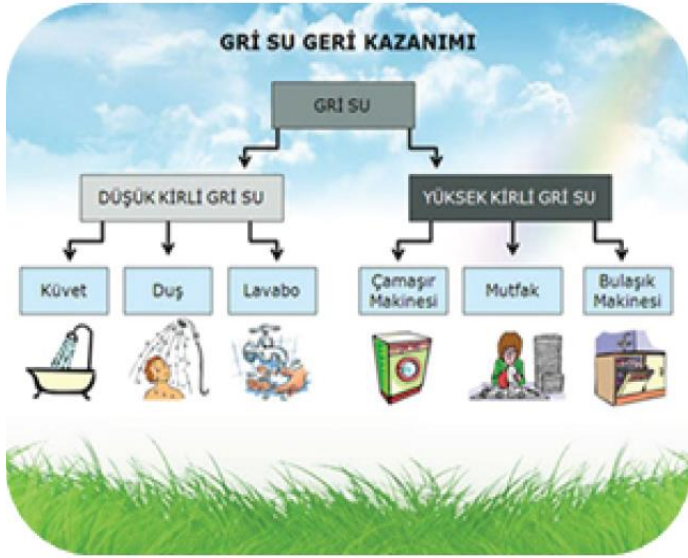 GRİ SU GERİ KAZANIMI
GRİ SU
DÜŞÜK KİRLİ GRİ SU
YÜKSEK KİRLİ GRİ SU
Küvet
Duş
Lavabo
Çamaşır
Makinesi
Mutfak
Bulaşık
Makinesi